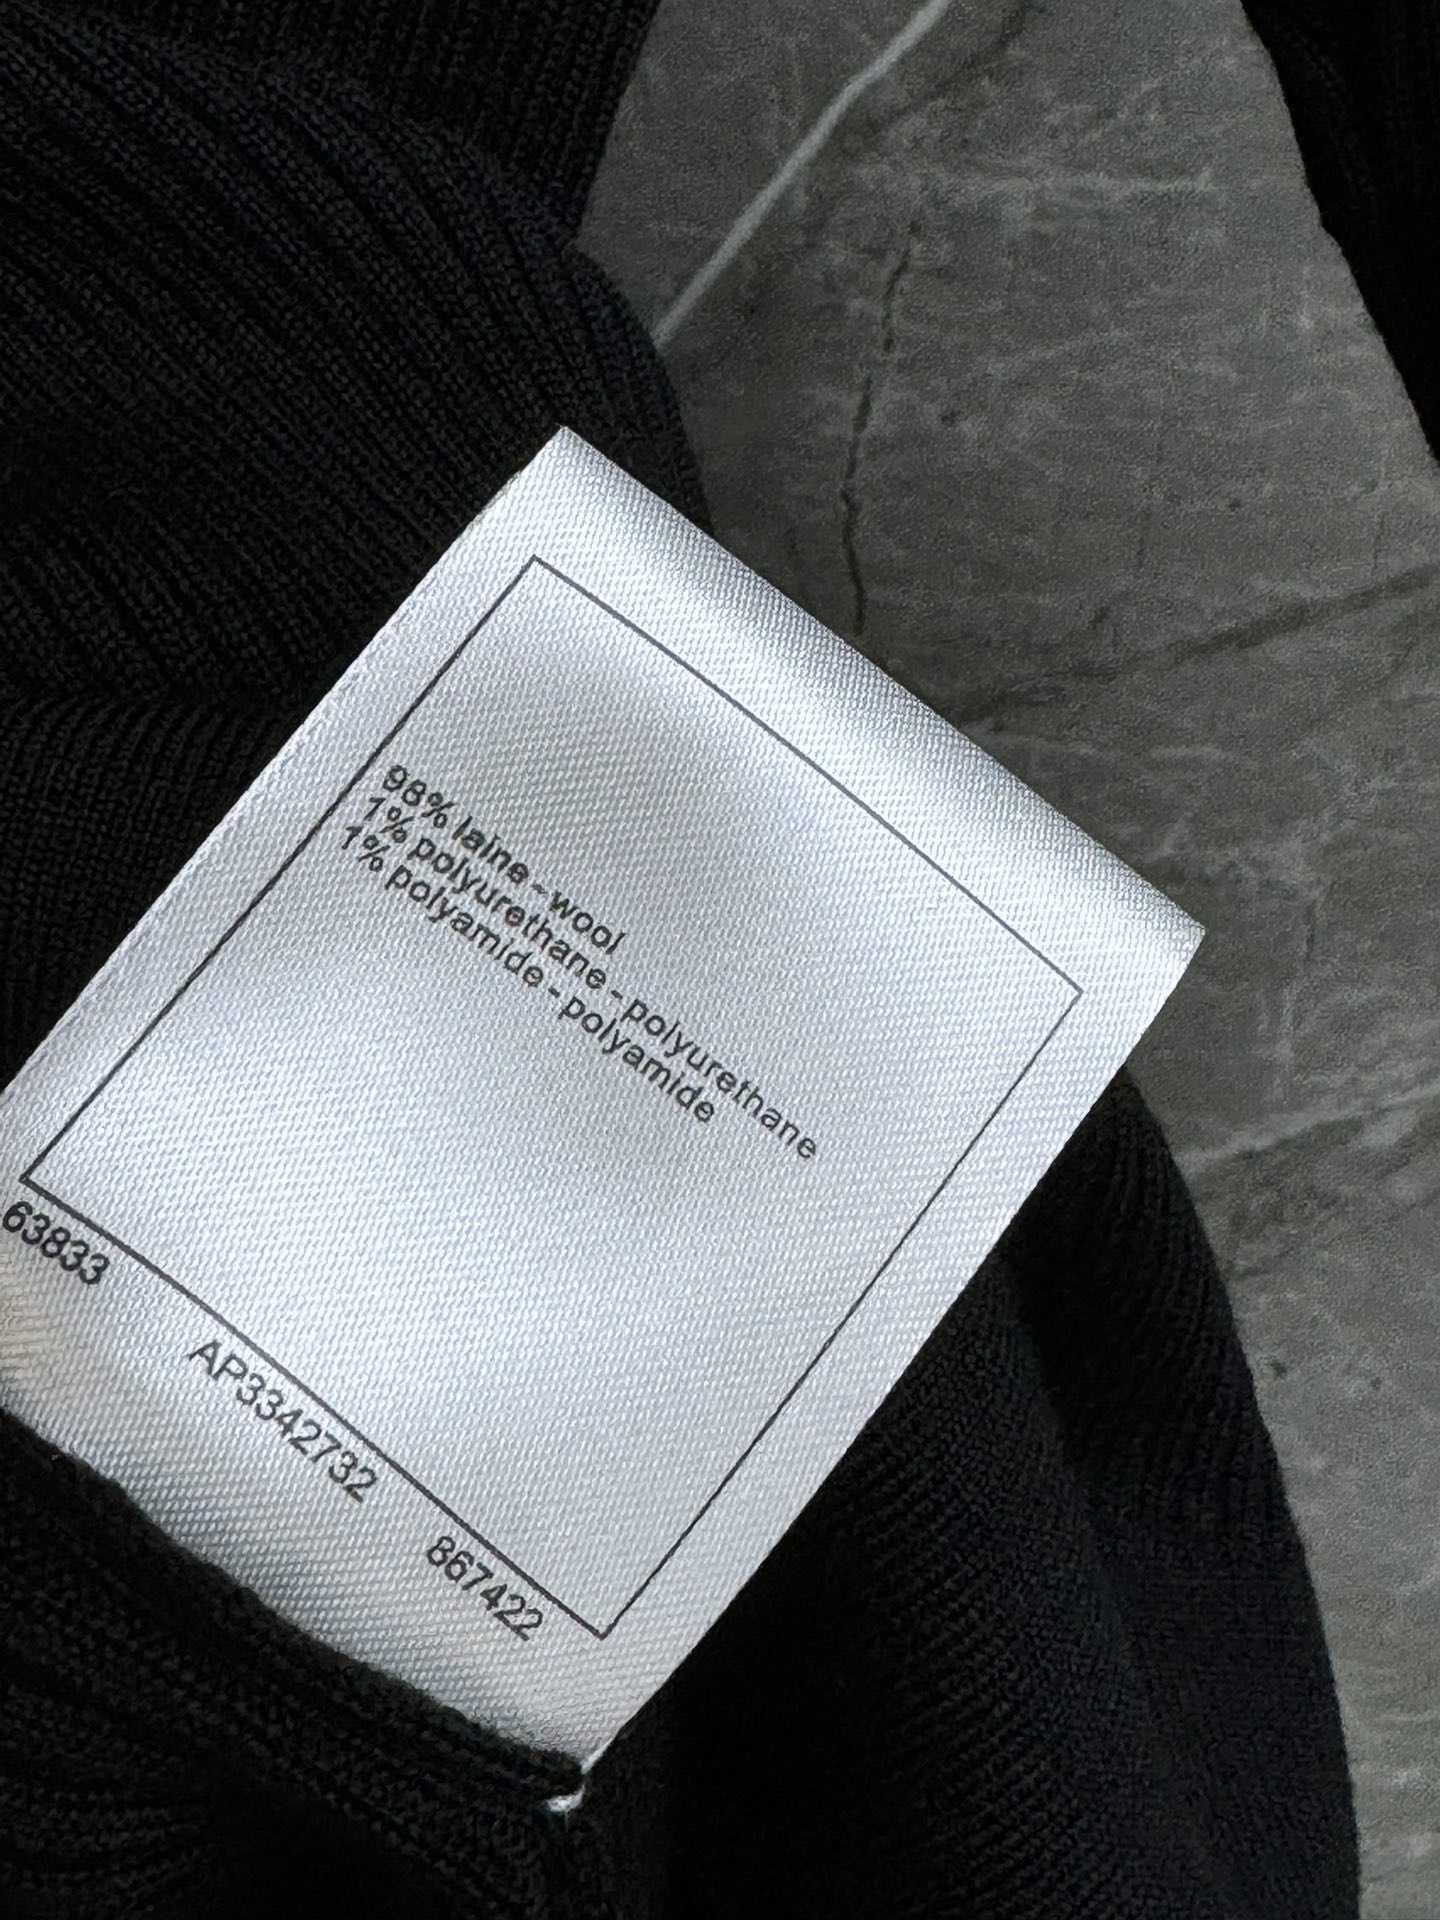 98% laine - wool
1% polyurethane - polyurethane
1% polyamide - polyamide
63833 AP3342732 867422